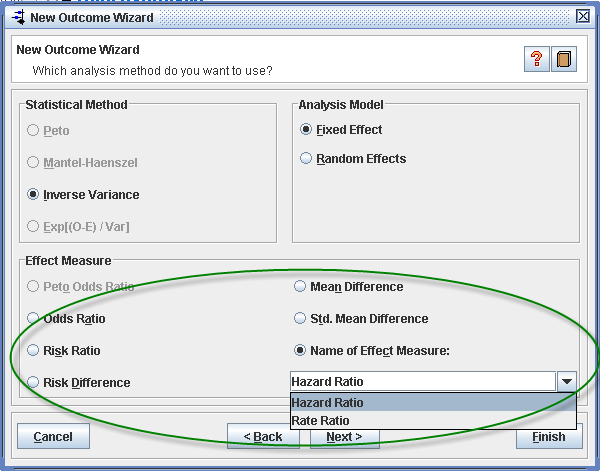 New Outcome Wizard
New Outcome Wizard
Which analysis method do you want to use?
Statistical Method
Peto
Mantel-Haenszel
Inverse Variance
Exp[(O-E) / Var]
Analysis Model
Fixed Effect
Random Effects
Effect Measure
Peto Odds Ratio
Odds Ratio
Risk Ratio
Risk Difference
Mean Difference
Std. Mean Difference
Name of Effect Measure:
Hazard Ratio
Hazard Ratio
Rate Ratio
Cancel
< Back
Next >
Finish